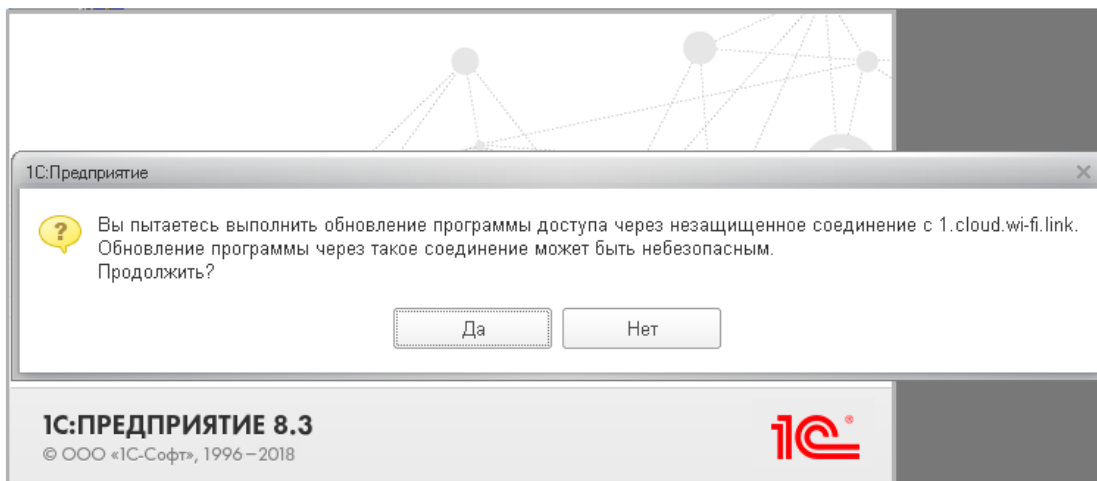 1С:Предприятие
Вы пытаетесь выполнить обновление программы доступа через незащищенное соединение с 1.cloud.wi-fi.link.
Обновление программы через такое соединение может быть небезопасным.
Продолжить?
Да
Нет
1С:ПРЕДПРИЯТИЕ 8.3
© ООО «1С-Софт», 1996–2018
1С®